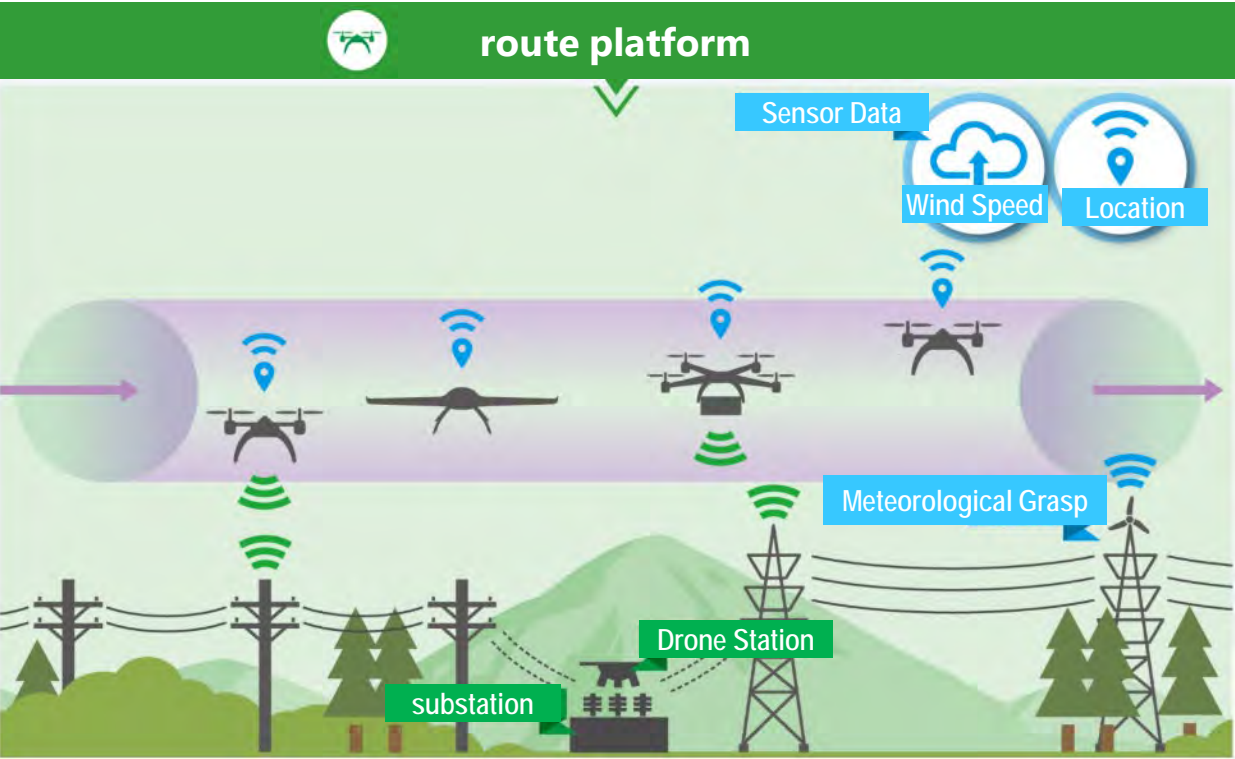 route platform
Sensor Data
Wind Speed
Location
Meteorological Grasp
Drone Station
substation